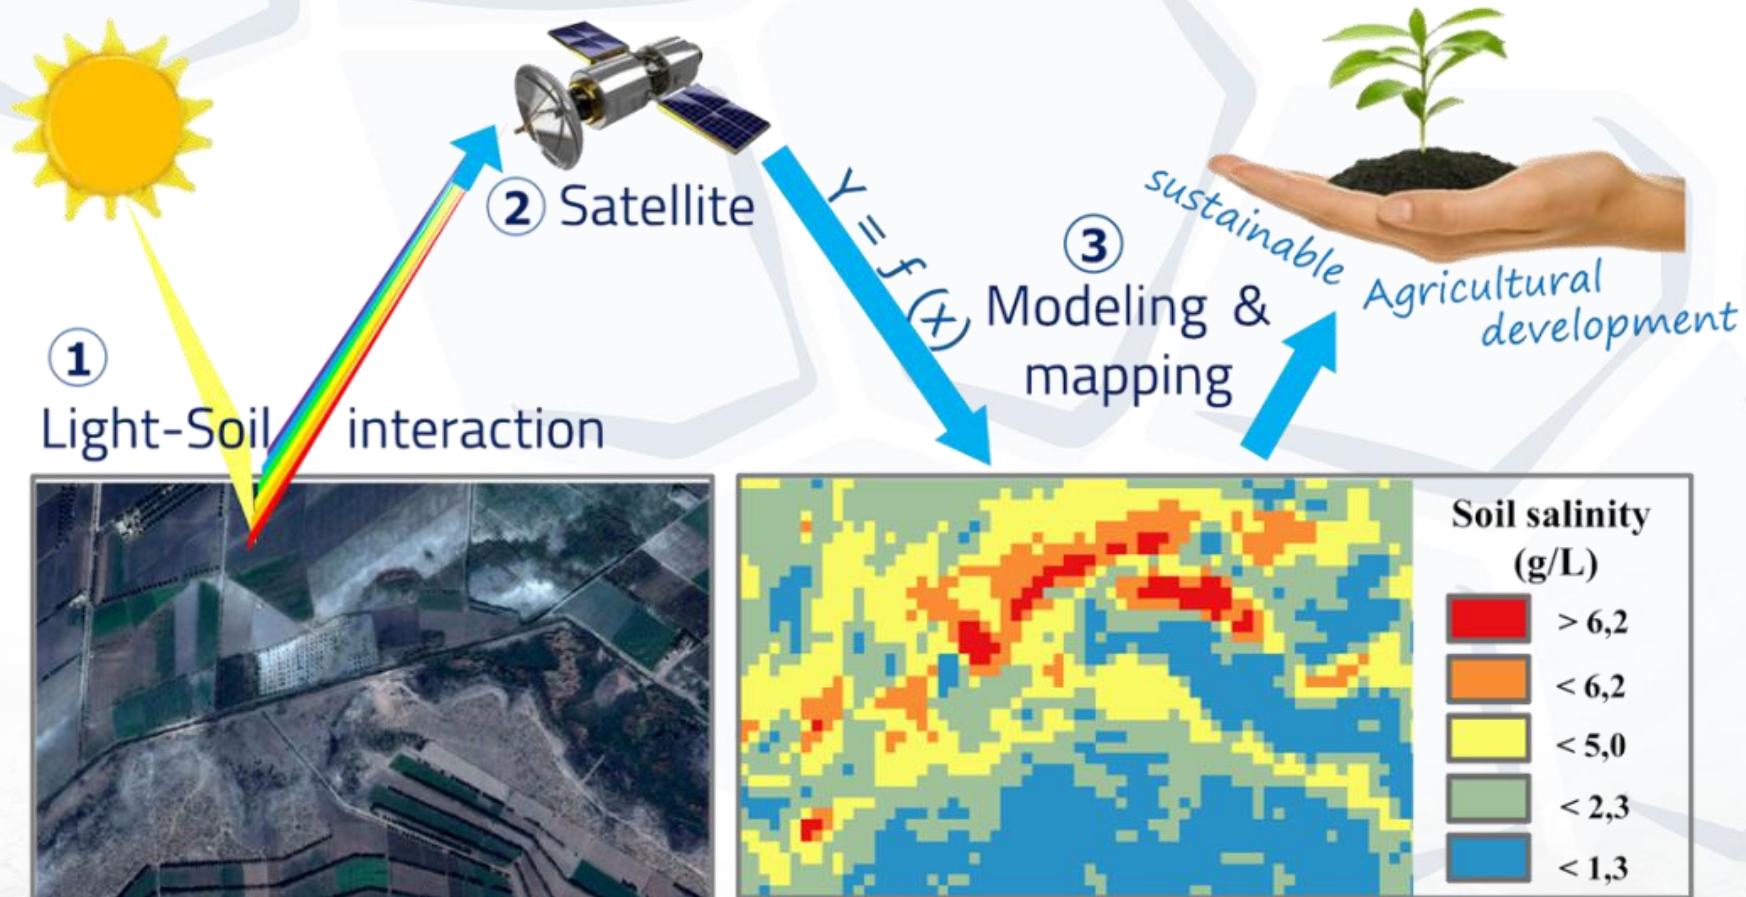 ①
Light-Soil interaction
② Satellite
Y = f (x)
③
Modeling &
mapping
sustainable
Agricultural
development
Soil salinity
(g/L)
> 6,2
< 6,2
< 5,0
< 2,3
< 1,3